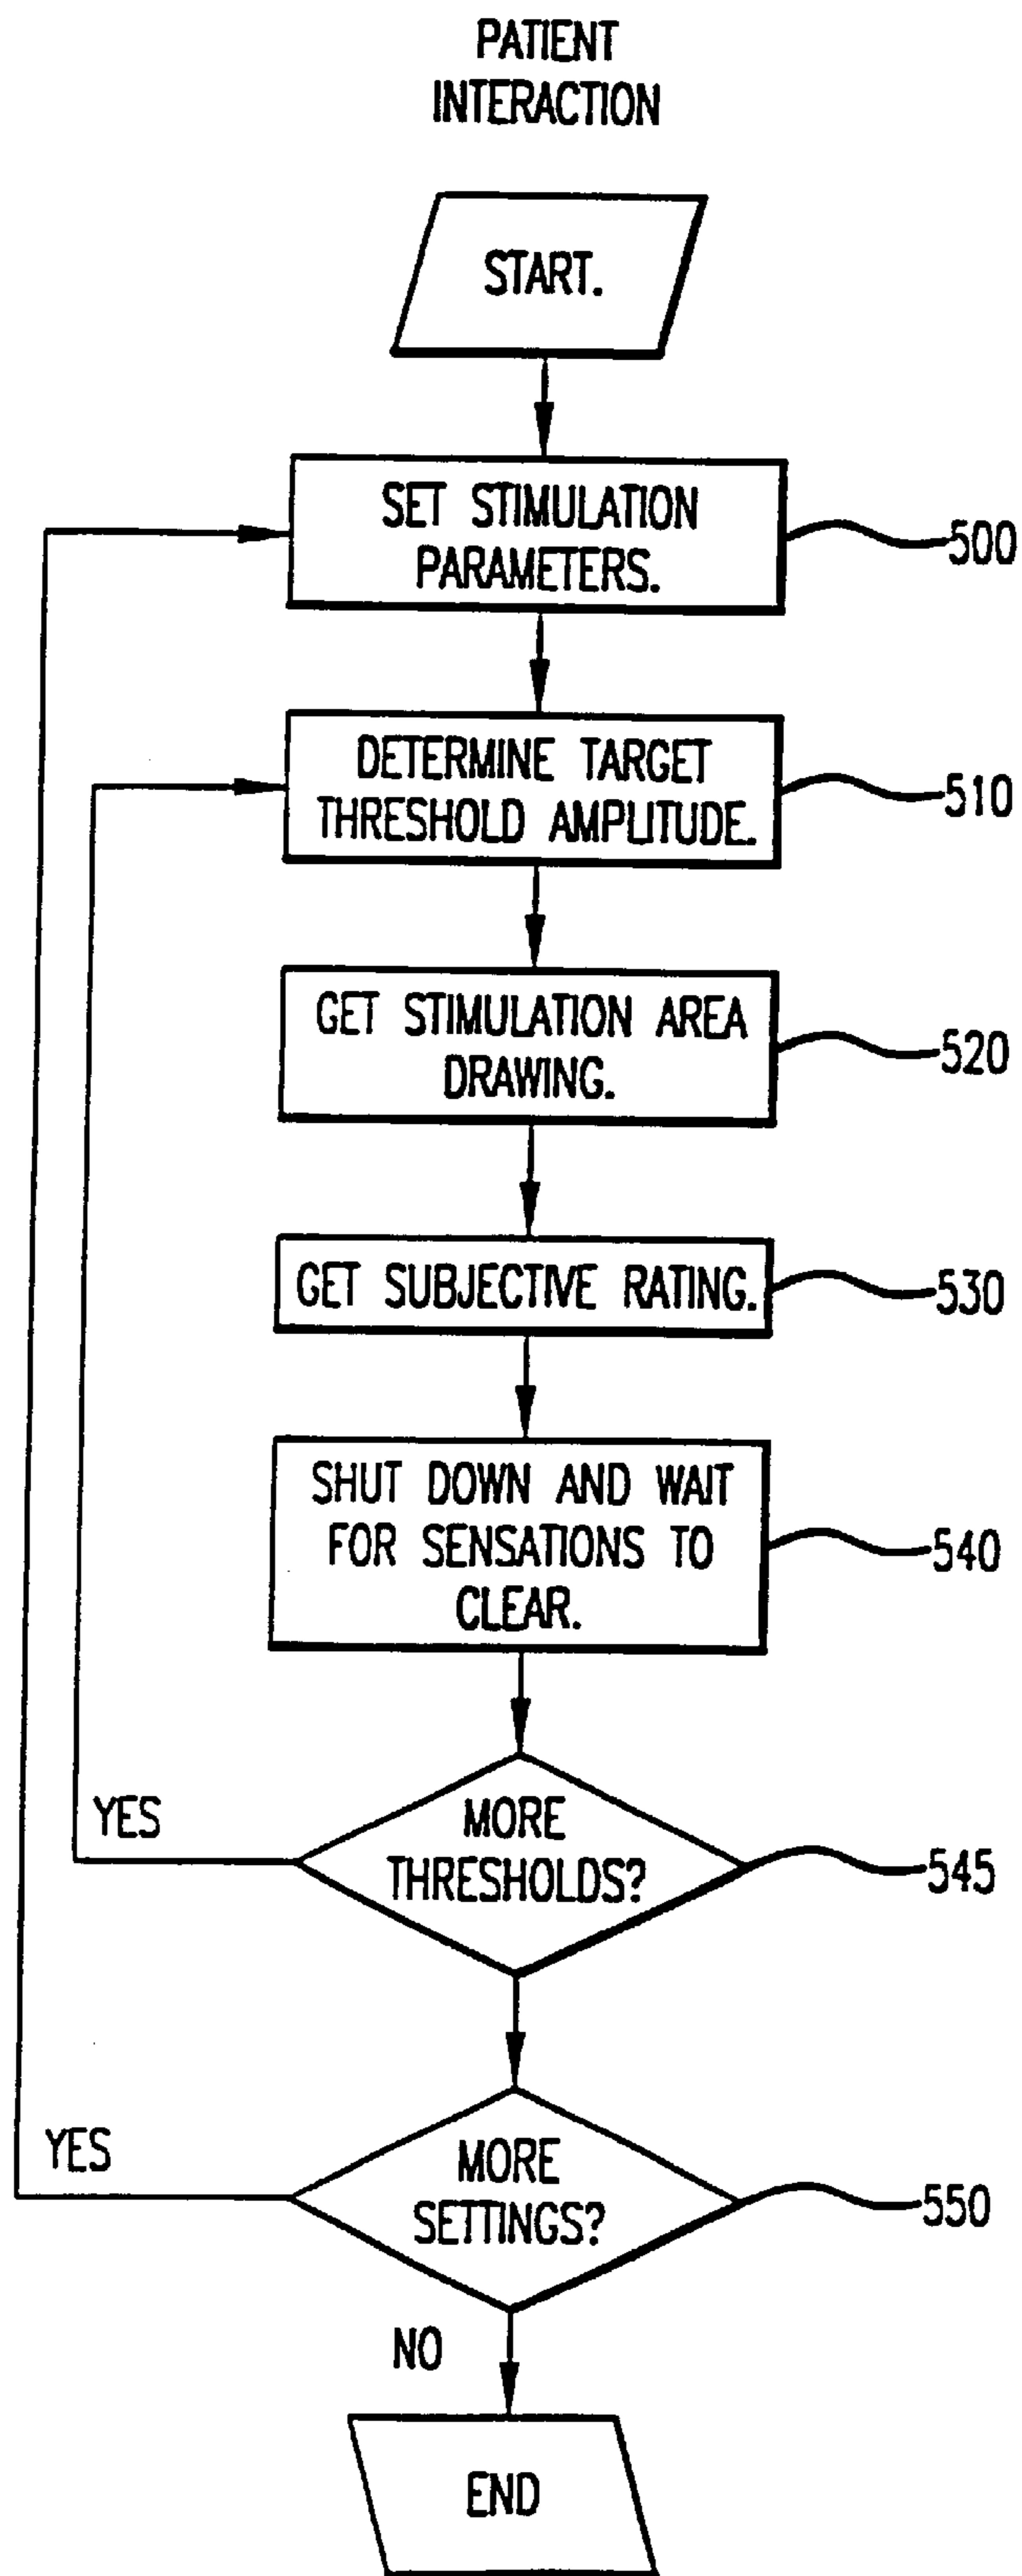 PATIENT
INTERACTION
START.
SET STIMULATION
PARAMETERS.
500
DETERMINE TARGET
THRESHOLD AMPLITUDE.
510
GET STIMULATION AREA
DRAWING.
520
GET SUBJECTIVE RATING.
530
SHUT DOWN AND WAIT
FOR SENSATIONS TO
CLEAR.
540
YES
MORE
THRESHOLDS?
545
YES
MORE
SETTINGS?
550
NO
END